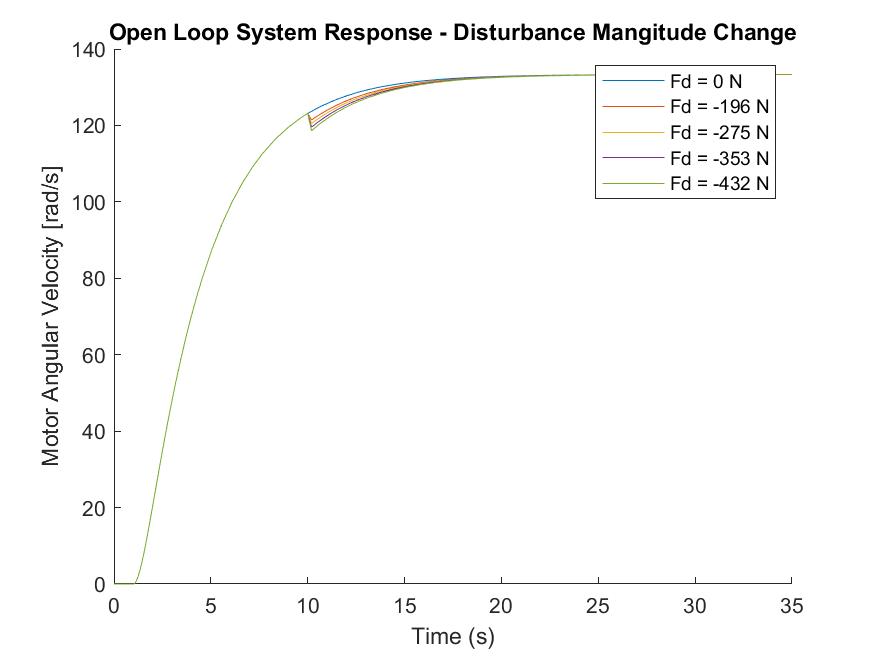 Open Loop System Response - Disturbance Mangitude Change
140
120
100
80
60
40
20
0
Motor Angular Velocity [rad/s]
Fd = 0 N
Fd = -196 N
Fd = -275 N
Fd = -353 N
Fd = -432 N
0 5 10 15 20 25 30 35
Time (s)